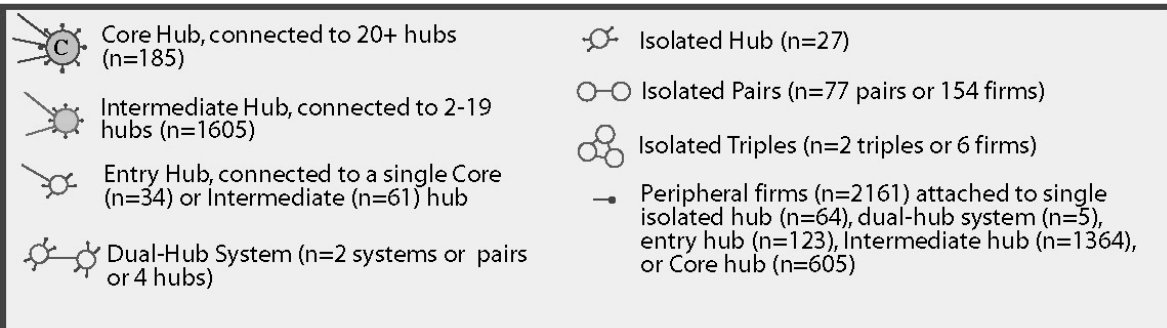 C
Core Hub, connected to 20+ hubs
(n=185)
Intermediate Hub, connected to 2-19
hubs (n=1605)
Entry Hub, connected to a single Core
(n=34) or Intermediate (n=61) hub
Dual-Hub System (n=2 systems or pairs
or 4 hubs)
Isolated Hub (n=27)
Isolated Pairs (n=77 pairs or 154 firms)
Isolated Triples (n=2 triples or 6 firms)
Peripheral firms (n=2161) attached to single
isolated hub (n=64), dual-hub system (n=5),
entry hub (n=123), Intermediate hub (n=1364),
or Core hub (n=605)